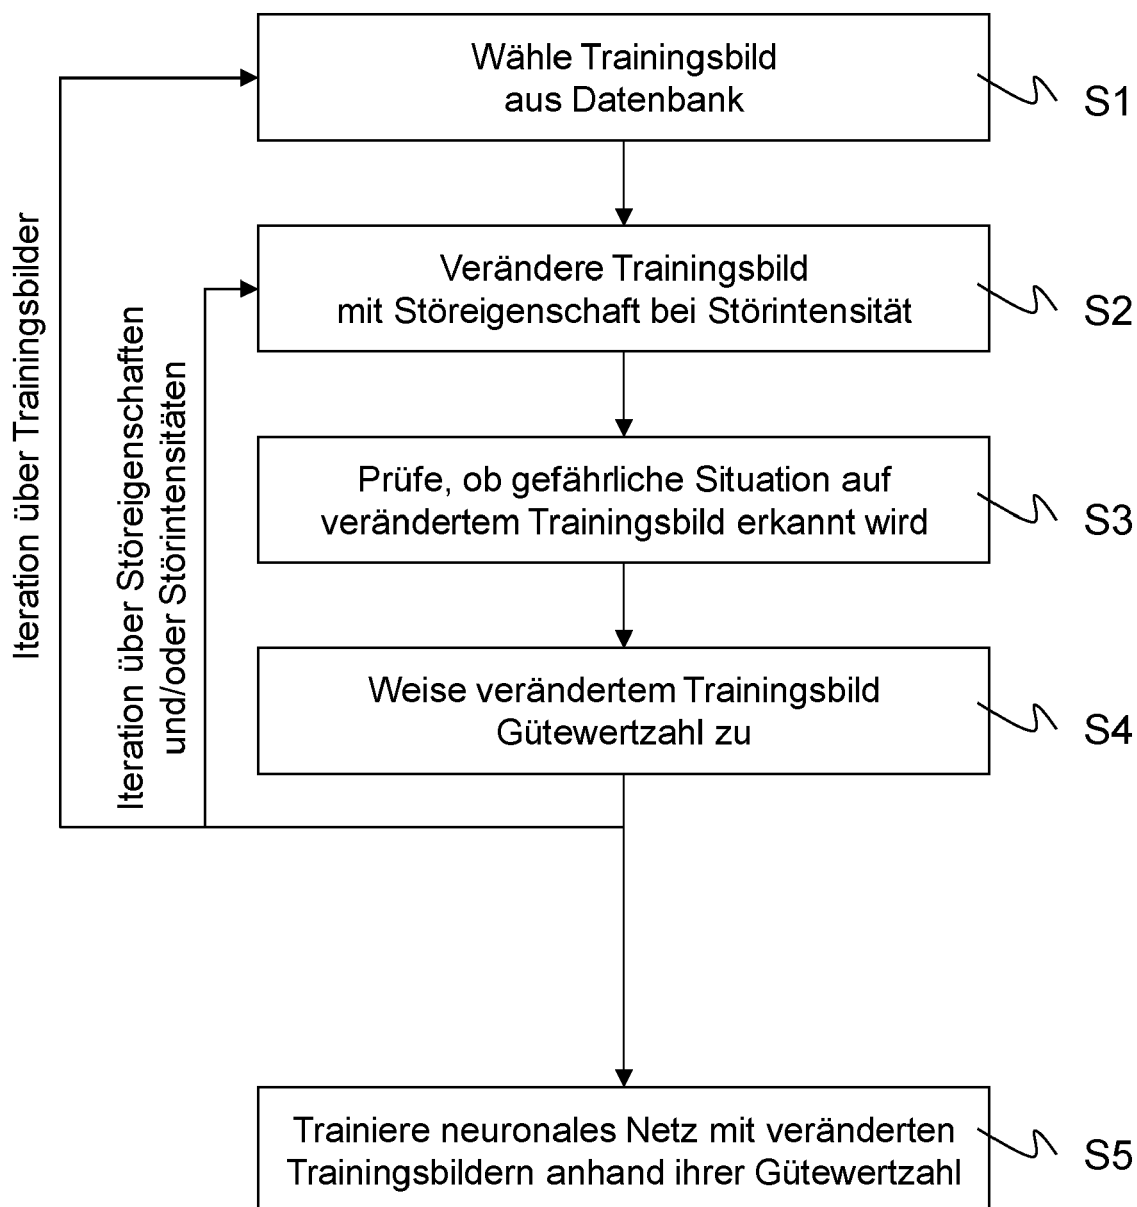 Wähle Trainingsbild
aus Datenbank
S1
Verändere Trainingsbild
mit Störeigenschaft bei Störintensität
S2
Prüfe, ob gefährliche Situation auf
verändertem Trainingsbild erkannt wird
S3
Weise verändertem Trainingsbild
Gütewertzahl zu
S4
Iteration über Trainingsbilder
Iteration über Störeigenschaften
und/oder Störintensitäten
Trainiere neuronales Netz mit veränderten
Trainingsbildern anhand ihrer Gütewertzahl
S5